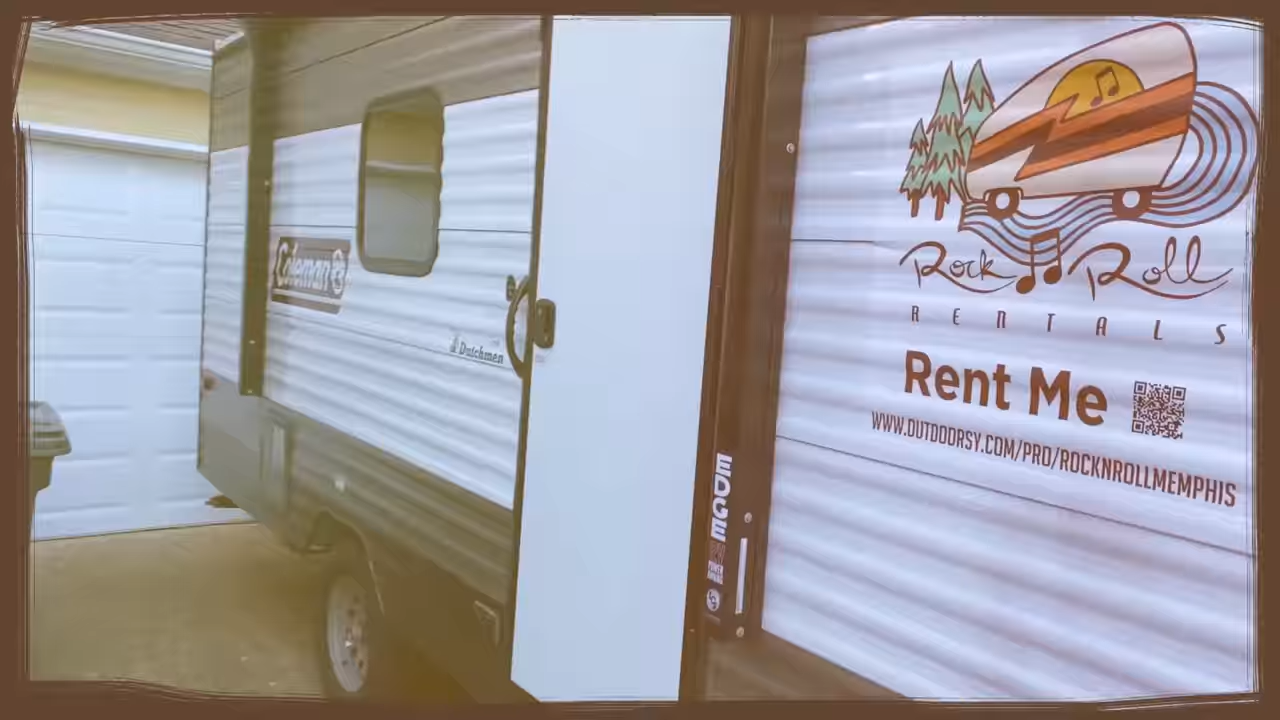 Coleman
Dutchmen
EDGE
Rock Roll
RENTALS
Rent Me
WWW.OUTDOORSY.COM/PRO/ROCKNROLLMEMPHIS